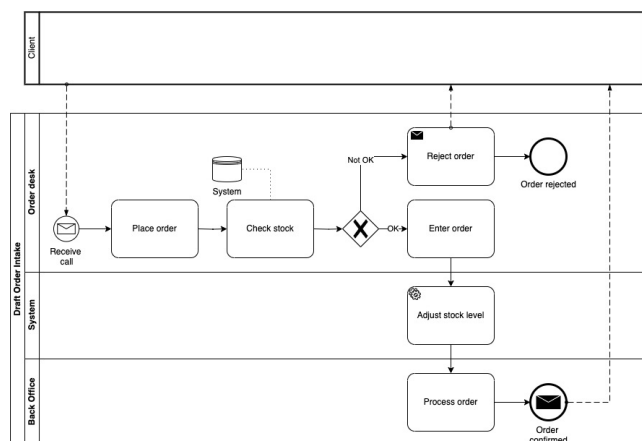 Client
Draft Order Intake
Order desk
System
Not OK
Reject order
Order rejected
Receive
call
Place order
Check stock
OK
Enter order
System
Adjust stock level
Back Office
Process order
Order
confirmed